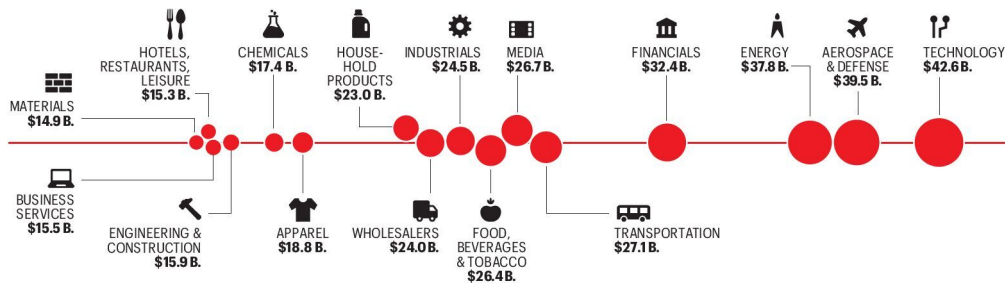 MATERIALS
$14.9 B.
HOTELS,
RESTAURANTS,
LEISURE
$15.3 B.
CHEMICALS
$17.4 B.
HOUSE-
HOLD
PRODUCTS
$23.0 B.
INDUSTRIALS
$24.5 B.
MEDIA
$26.7 B.
FINANCIALS
$32.4 B.
ENERGY
$37.8 B.
AEROSPACE
& DEFENSE
$39.5 B.
TECHNOLOGY
$42.6 B.
BUSINESS
SERVICES
$15.5 B.
ENGINEERING &
CONSTRUCTION
$15.9 B.
APPAREL
$18.8 B.
WHOLESALERS
$24.0 B.
FOOD,
BEVERAGES
& TOBACCO
$26.4 B.
TRANSPORTATION
$27.1 B.